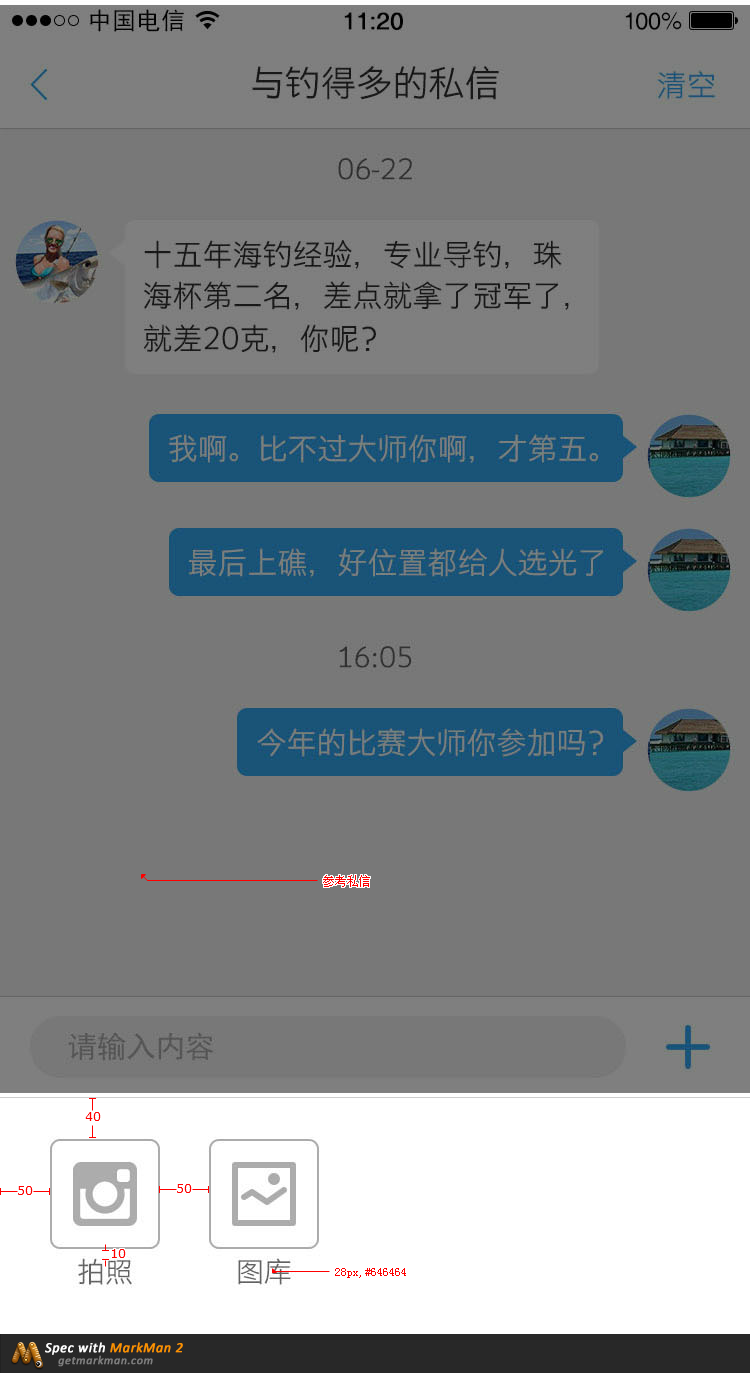 中国电信 11:20 100%
与钓得多的私信 清空
06-22
十五年海钓经验，专业导钓，珠
海杯第二名，差点就拿了冠军了，
就差20克，你呢？
我啊。比不过大师你啊，才第五。
最后上礁，好位置都给人选光了
16:05
今年的比赛大师你参加吗？
参考私信
请输入内容
40
50 50
10
拍照 图库 28px, #646464
Spec with MarkMan 2
getmarkman.com